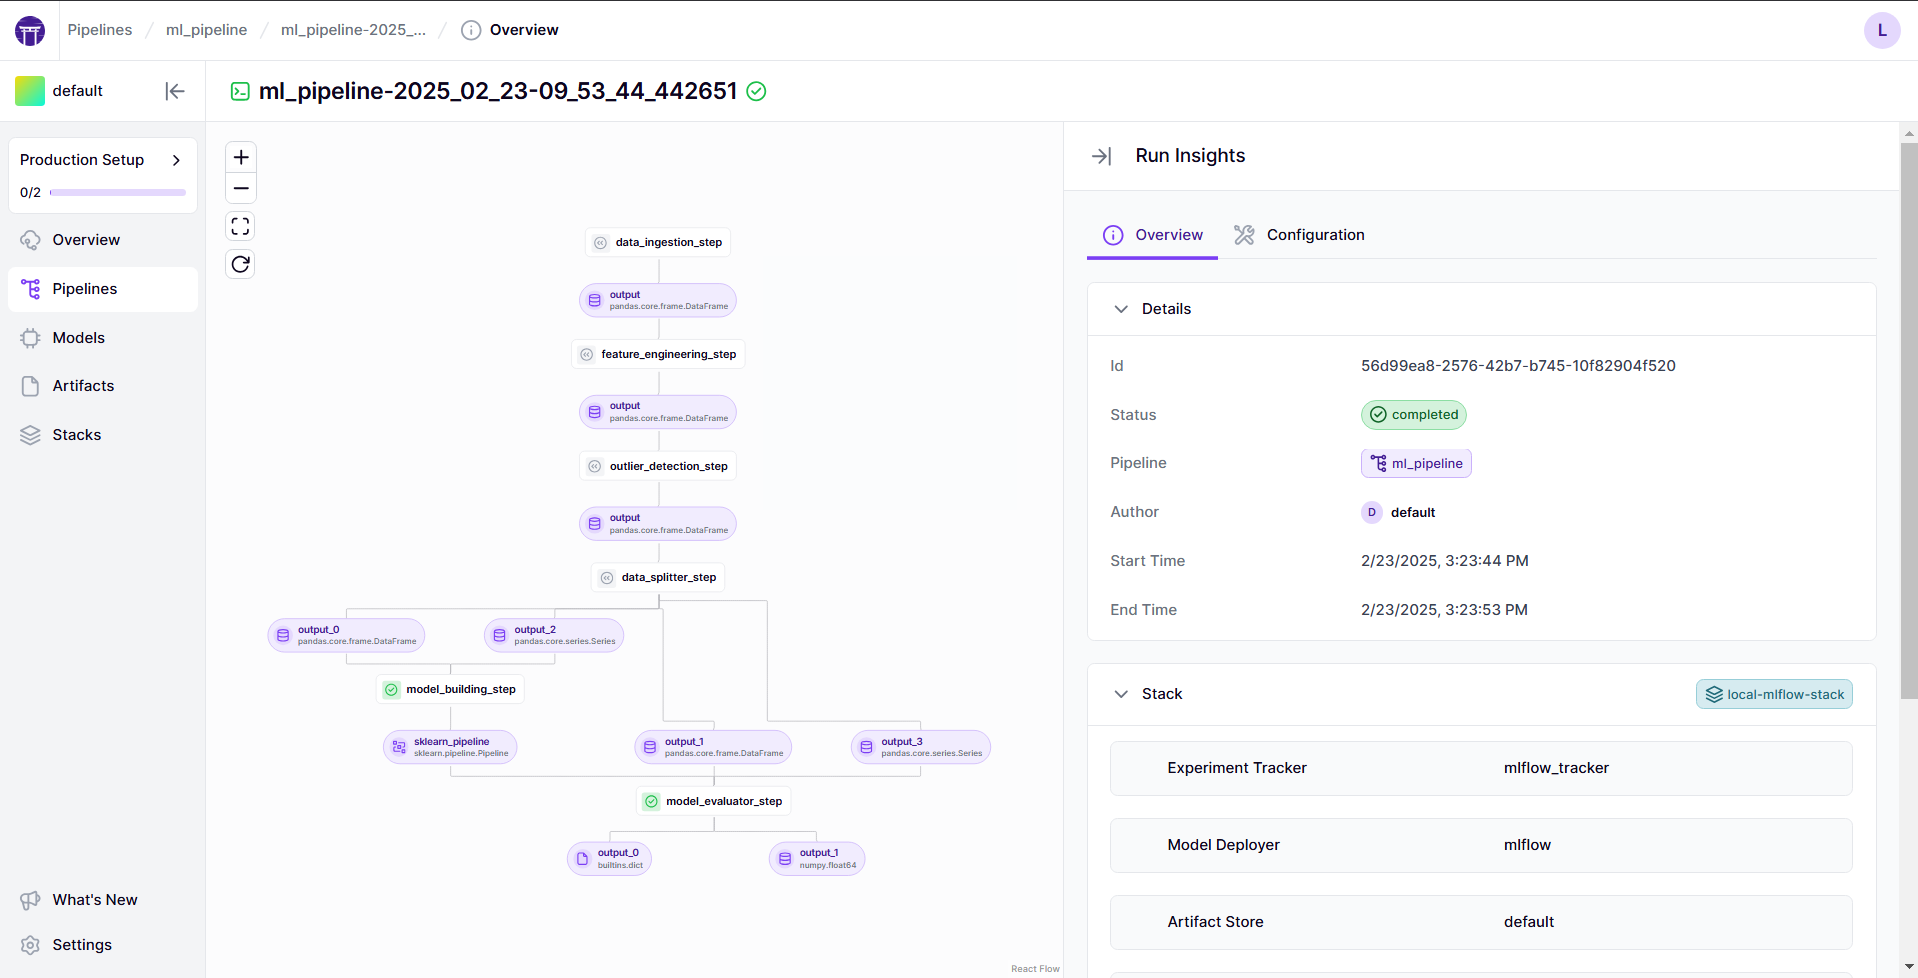 Pipelines / ml_pipeline / ml_pipeline-2025_... / Overview
L
default
ml_pipeline-2025_02_23-09_53_44_442651
Production Setup
0/2
Overview
Pipelines
Models
Artifacts
Stacks
What's New
Settings
data_ingestion_step
output
pandas.core.frame.DataFrame
feature_engineering_step
output
pandas.core.frame.DataFrame
outlier_detection_step
output
pandas.core.frame.DataFrame
data_splitter_step
output_0
pandas.core.frame.DataFrame
output_2
pandas.core.series.Series
model_building_step
sklearn_pipeline
sklearn.pipeline.Pipeline
output_1
pandas.core.frame.DataFrame
output_3
pandas.core.series.Series
model_evaluator_step
output_0
builtins.dict
output_1
numpy.float64
React Flow
Run Insights
Overview
Configuration
Details
Id 56d99ea8-2576-42b7-b745-10f82904f520
Status completed
Pipeline ml_pipeline
Author D default
Start Time 2/23/2025, 3:23:44 PM
End Time 2/23/2025, 3:23:53 PM
Stack local-mlflow-stack
Experiment Tracker mlflow_tracker
Model Deployer mlflow
Artifact Store default